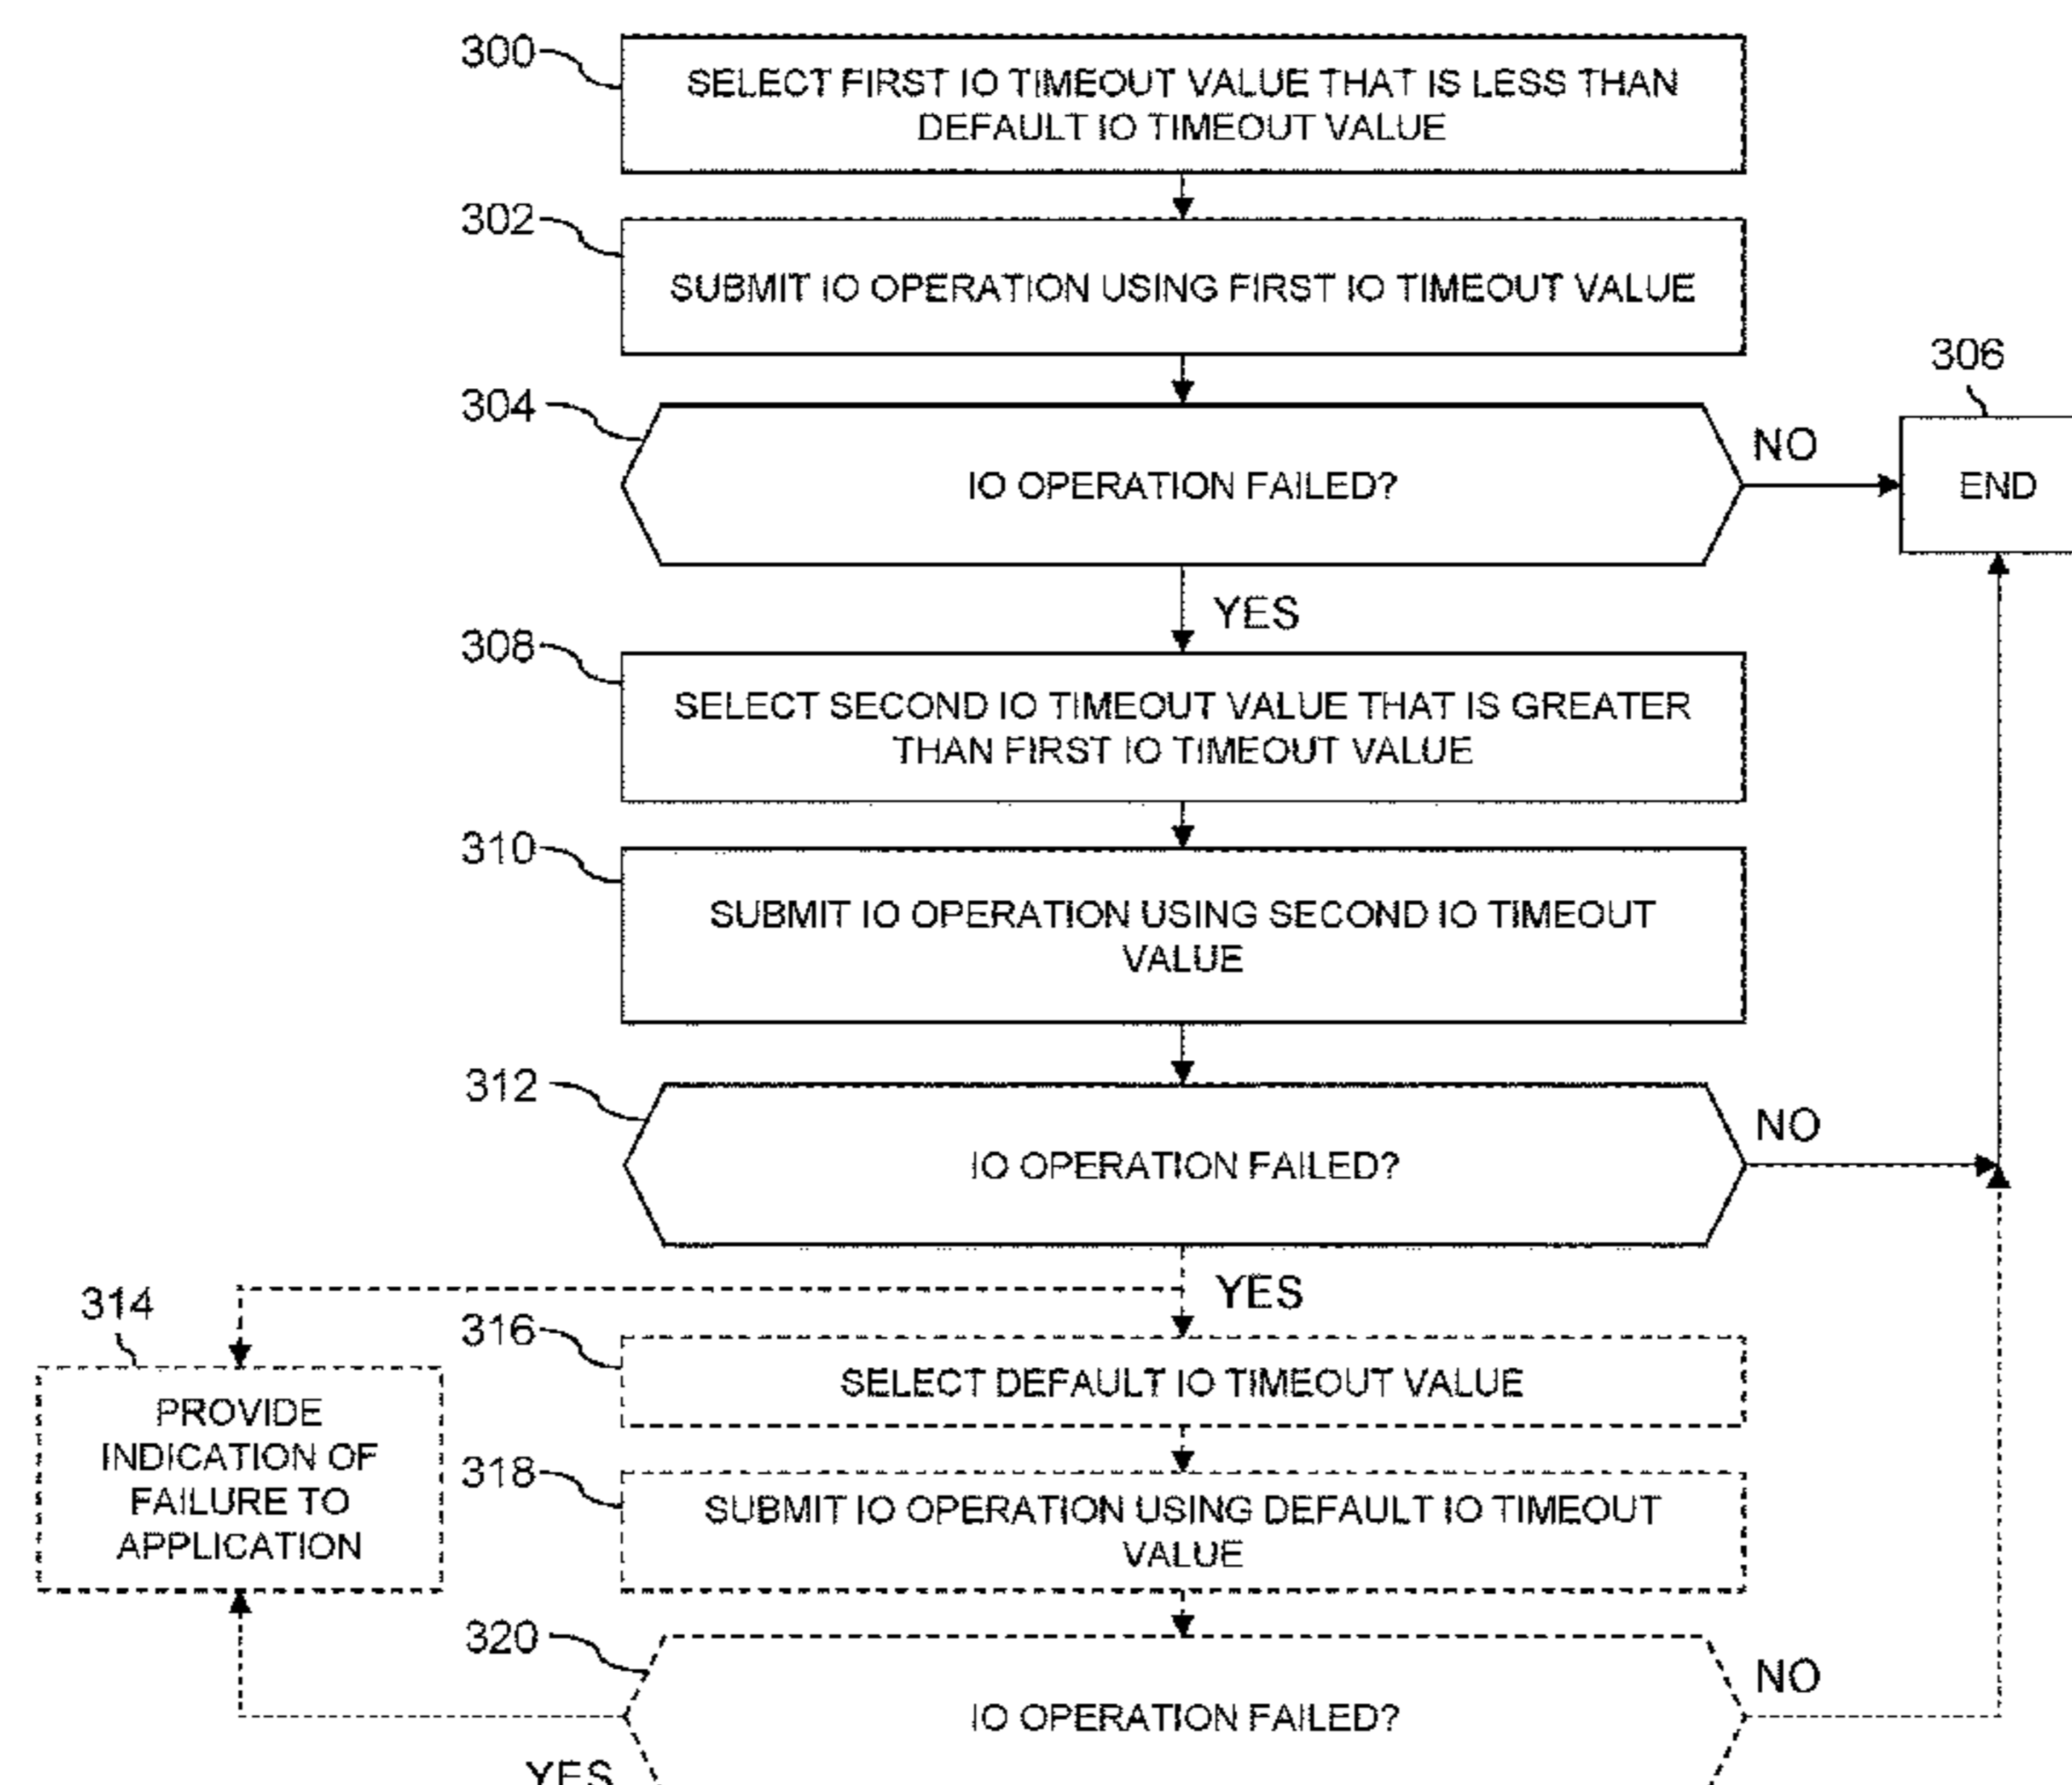 300
SELECT FIRST IO TIMEOUT VALUE THAT IS LESS THAN
DEFAULT IO TIMEOUT VALUE
302
SUBMIT IO OPERATION USING FIRST IO TIMEOUT VALUE
304
IO OPERATION FAILED?
NO
306
END
YES
308
SELECT SECOND IO TIMEOUT VALUE THAT IS GREATER
THAN FIRST IO TIMEOUT VALUE
310
SUBMIT IO OPERATION USING SECOND IO TIMEOUT
VALUE
312
IO OPERATION FAILED?
NO
YES
314
PROVIDE
INDICATION OF
FAILURE TO
APPLICATION
316
SELECT DEFAULT IO TIMEOUT VALUE
318
SUBMIT IO OPERATION USING DEFAULT IO TIMEOUT
VALUE
320
IO OPERATION FAILED?
NO
YES